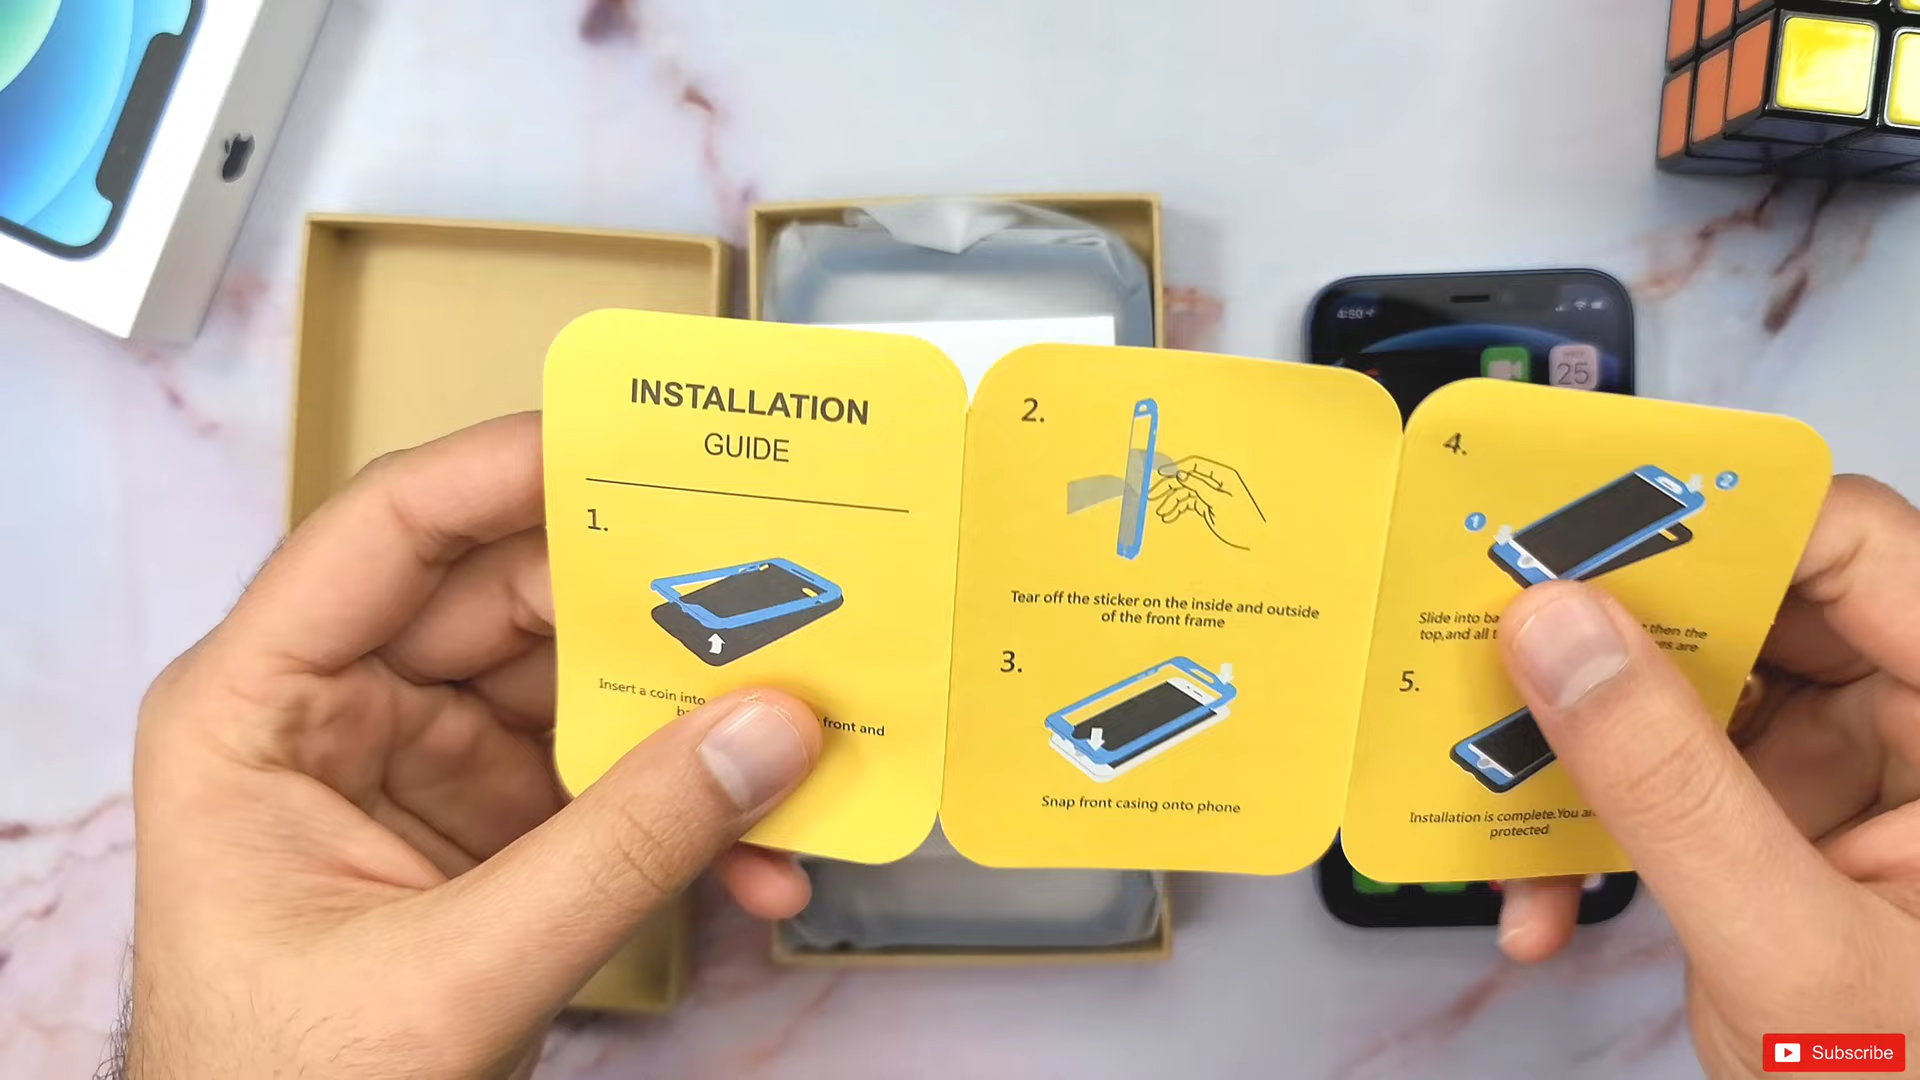 4:50
25
INSTALLATION
GUIDE
1.
Insert a coin into
front and
2.
Tear off the sticker on the inside and outside
of the front frame
3.
Snap front casing onto phone
4.
1
2
Slide into
then the
top,and all
are
5.
Installation is complete.You
protected
Subscribe